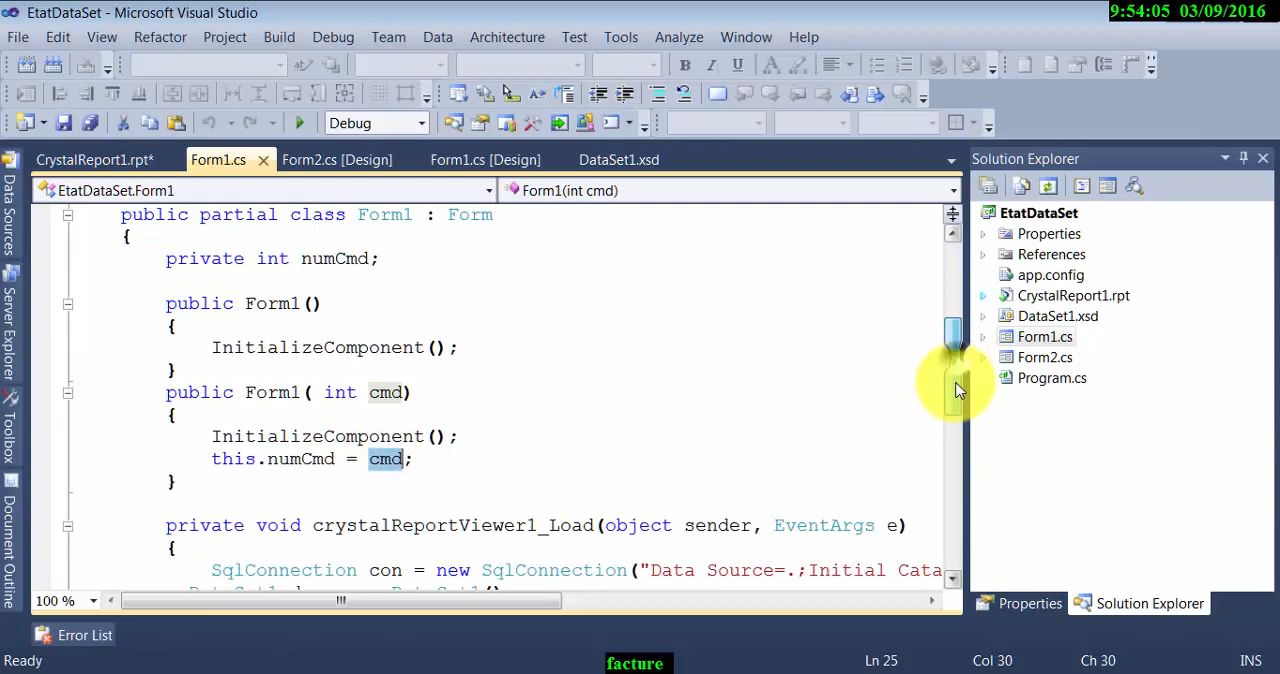 EtatDataSet - Microsoft Visual Studio
9:54:05 03/09/2016
File Edit View Refactor Project Build Debug Team Data Architecture Test Tools Analyze Window Help
Debug
CrystalReport1.rpt* Form1.cs Form2.cs [Design] Form1.cs [Design] DataSet1.xsd
EtatDataSet.Form1 Form1(int cmd)
public partial class Form1 : Form
{
private int numCmd;
public Form1()
{
InitializeComponent();
}
public Form1( int cmd)
{
InitializeComponent();
this.numCmd = cmd;
}
private void crystalReportViewer1_Load(object sender, EventArgs e)
{
SqlConnection con = new SqlConnection("Data Source=.;Initial Cata
100 %
Solution Explorer
EtatDataSet
Properties
References
app.config
CrystalReport1.rpt
DataSet1.xsd
Form1.cs
Form2.cs
Program.cs
Properties Solution Explorer
Data Sources
Server Explorer
Toolbox
Document Outline
Error List
Ready
facture
Ln 25 Col 30 Ch 30 INS